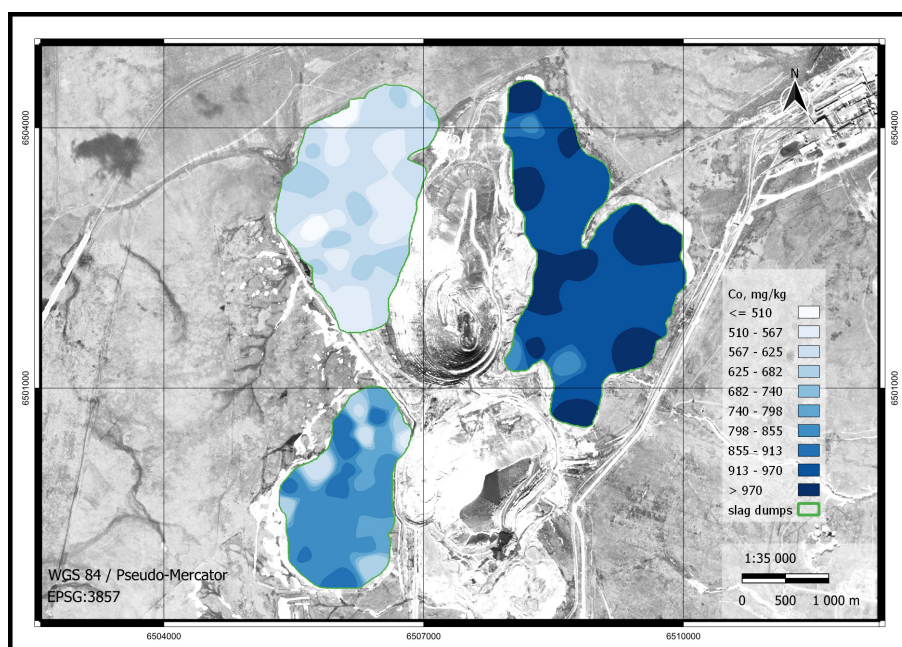 N
6504000
6504000
Co, mg/kg
<= 510
510 - 567
567 - 625
625 - 682
682 - 740
740 - 798
798 - 855
855 - 913
913 - 970
> 970
slag dumps
6501000
6501000
1:35 000
0 500 1 000 m
WGS 84 / Pseudo-Mercator
EPSG:3857
6504000 6507000 6510000